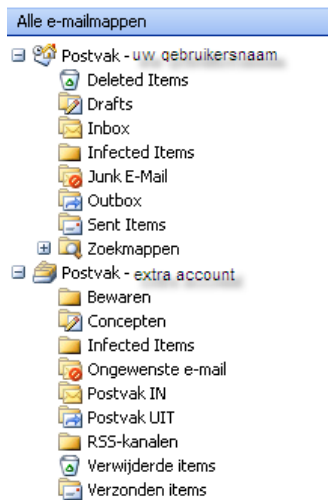 Alle e-mailmappen
Postvak - uw gebruikersnaam
Deleted Items
Drafts
Inbox
Infected Items
Junk E-Mail
Outbox
Sent Items
Zoekmappen
Postvak - extra account
Bewaren
Concepten
Infected Items
Ongewenste e-mail
Postvak IN
Postvak UIT
RSS-kanalen
Verwijderde items
Verzonden items